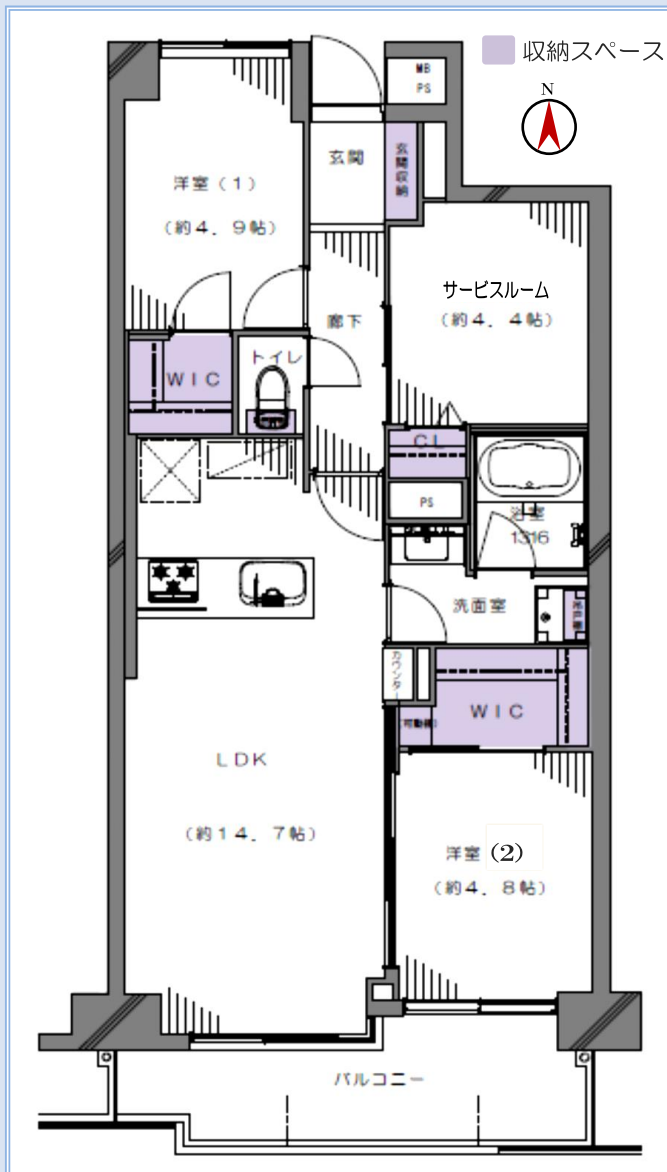 収納スペース
N
MB
PS
玄関
玄関収納
洋室(1)
(約4.9帖)
サービスルーム
(約4.4帖)
廊下
トイレ
WIC
CL
PS
浴室
1316
洗面室
吊戸棚
カウンター
(可動棚)
WIC
LDK
(約14.7帖)
洋室 (2)
(約4.8帖)
バルコニー